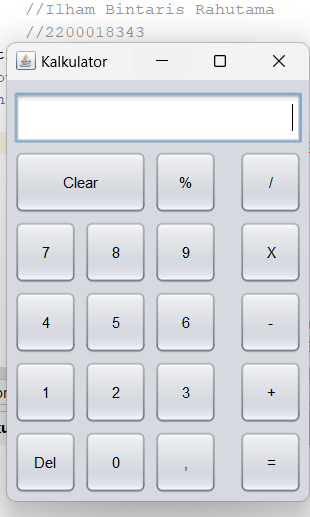 //Ilham Bintaris Rahutama
//2200018343
Kalkulator
Clear % /
7 8 9 X
4 5 6 -
1 2 3 +
Del 0 , =